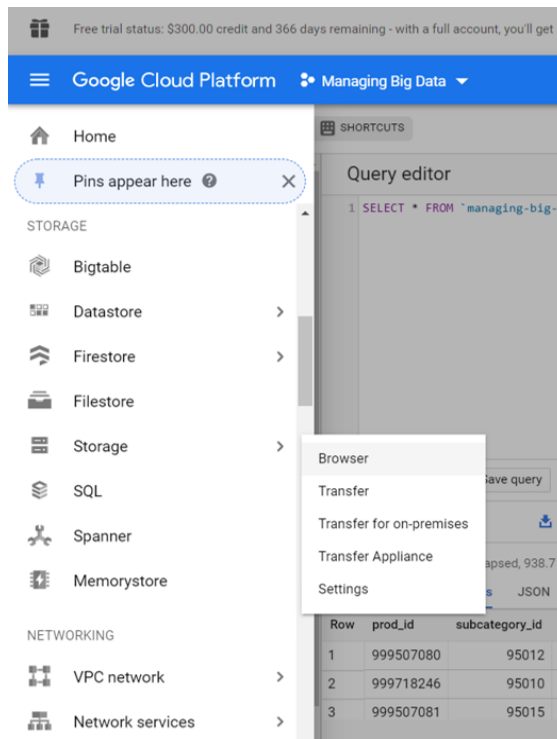 Free trial status: $300.00 credit and 366 days remaining - with a full account, you'll get
Google Cloud Platform
Managing Big Data
Home
Pins appear here
STORAGE
Bigtable
Datastore
Firestore
Filestore
Storage
SQL
Spanner
Memorystore
NETWORKING
VPC network
Network services
Browser
Transfer
Transfer for on-premises
Transfer Appliance
Settings
SHORTCUTS
Query editor
1 SELECT * FROM `managing-big-
Save query
apsed, 938.7
s JSON
Row prod_id subcategory_id
1 999507080 95012
2 999718246 95010
3 999507081 95015